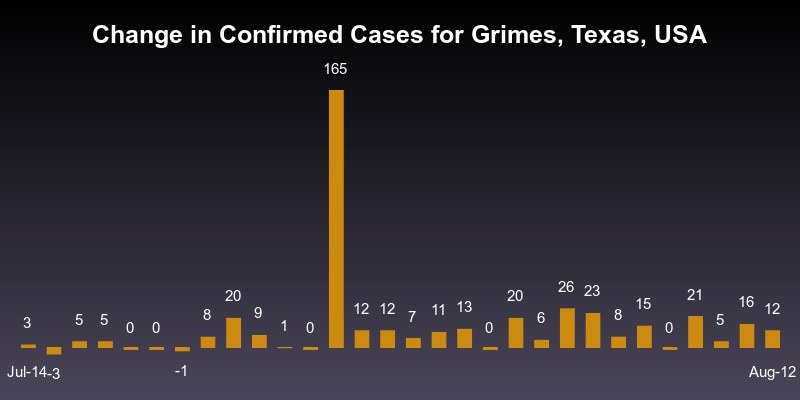 Change in Confirmed Cases for Grimes, Texas, USA
165
3 5 5 0 0 8 20 9 1 0 12 12 7 11 13 0 20 6 26 23 8 15 0 21 5 16 12
Jul-14 -3 -1 Aug-12